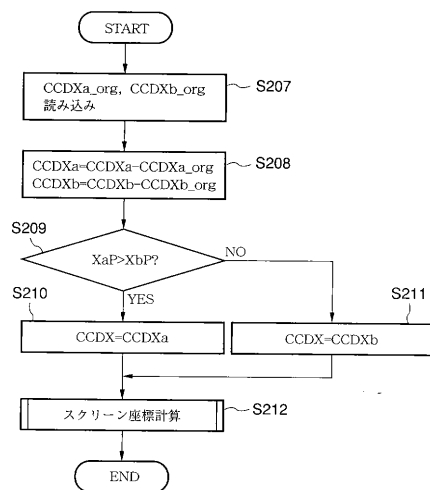 START
CCDXa_org, CCDXb_org
読み込み
S207
CCDXa=CCDXa-CCDXa_org
CCDXb=CCDXb-CCDXb_org
S208
S209
XaP>XbP?
NO
YES
S210
CCDX=CCDXa
S211
CCDX=CCDXb
スクリーン座標計算
S212
END